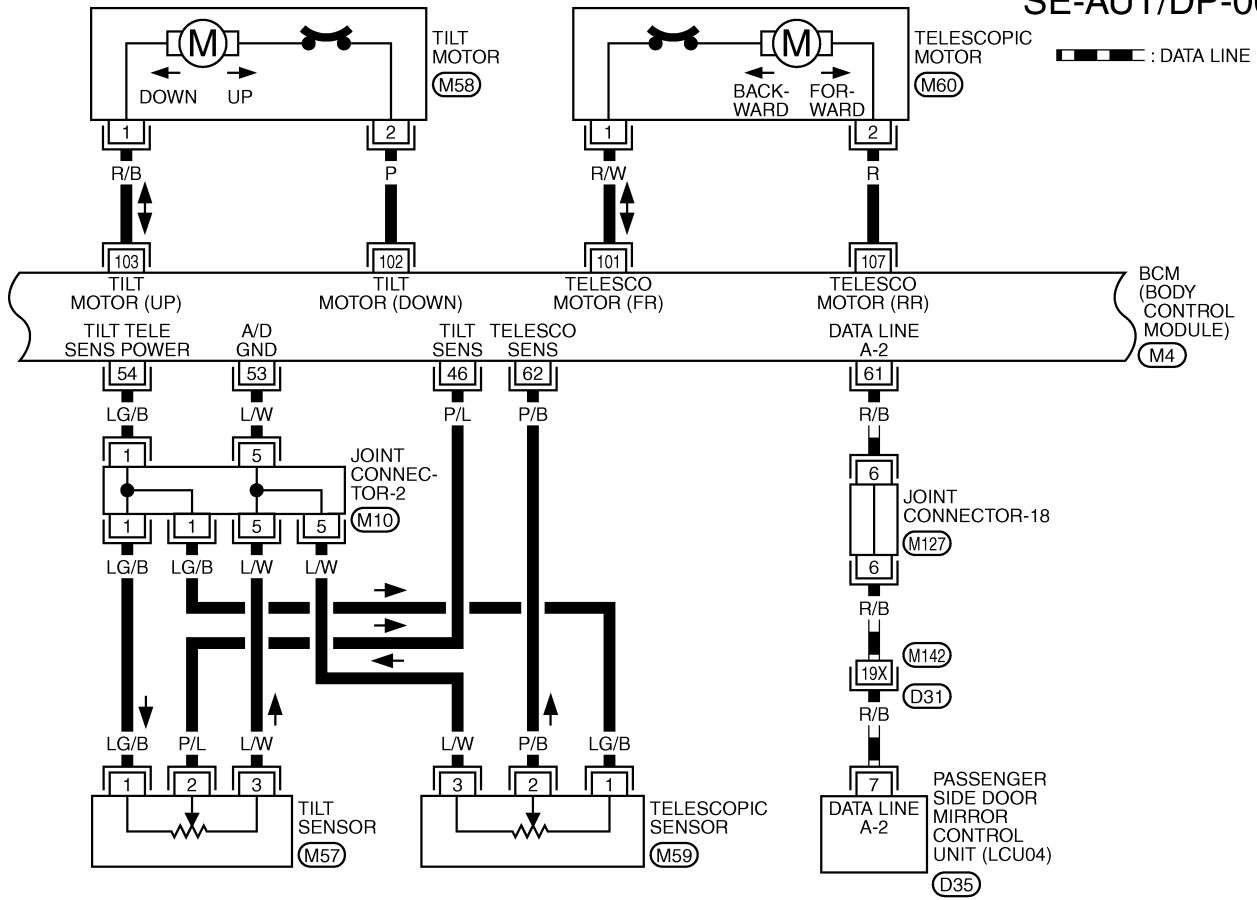 SE-AUT/DP-00
: DATA LINE
M
DOWN UP
TILT
MOTOR
M58
M
BACK-
WARD
FOR-
WARD
TELESCOPIC
MOTOR
M60
1 2 1 2
R/B P R/W R
103 102 101 107
TILT
MOTOR (UP)
TILT
MOTOR (DOWN)
TELESCO
MOTOR (FR)
TELESCO
MOTOR (RR)
BCM
(BODY
CONTROL
MODULE)
M4
TILT TELE
SENS POWER
A/D
GND
TILT
SENS
TELESCO
SENS
DATA LINE
A-2
54 53 46 62 61
LG/B L/W P/L P/B R/B
1 5
JOINT
CONNEC-
TOR-2
M10
1 1 5 5
LG/B LG/B L/W L/W
6
JOINT
CONNECTOR-18
M127
6
R/B
M142
19X
D31
R/B
LG/B P/L L/W L/W P/B LG/B
1 2 3 3 2 1 7
TILT
SENSOR
M57
TELESCOPIC
SENSOR
M59
DATA LINE
A-2
PASSENGER
SIDE DOOR
MIRROR
CONTROL
UNIT (LCU04)
D35